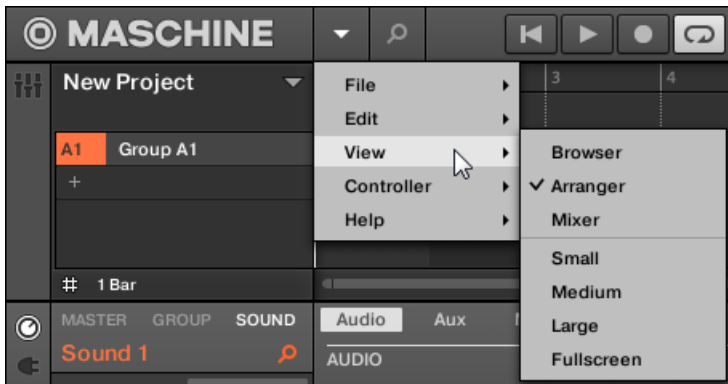 MASCHINE
New Project
File
3
4
Edit
A1 Group A1
View
Browser
+
Controller
Arranger
Help
Mixer
Small
# 1 Bar
Medium
MASTER GROUP SOUND
Audio Aux
Large
Sound 1
AUDIO
Fullscreen